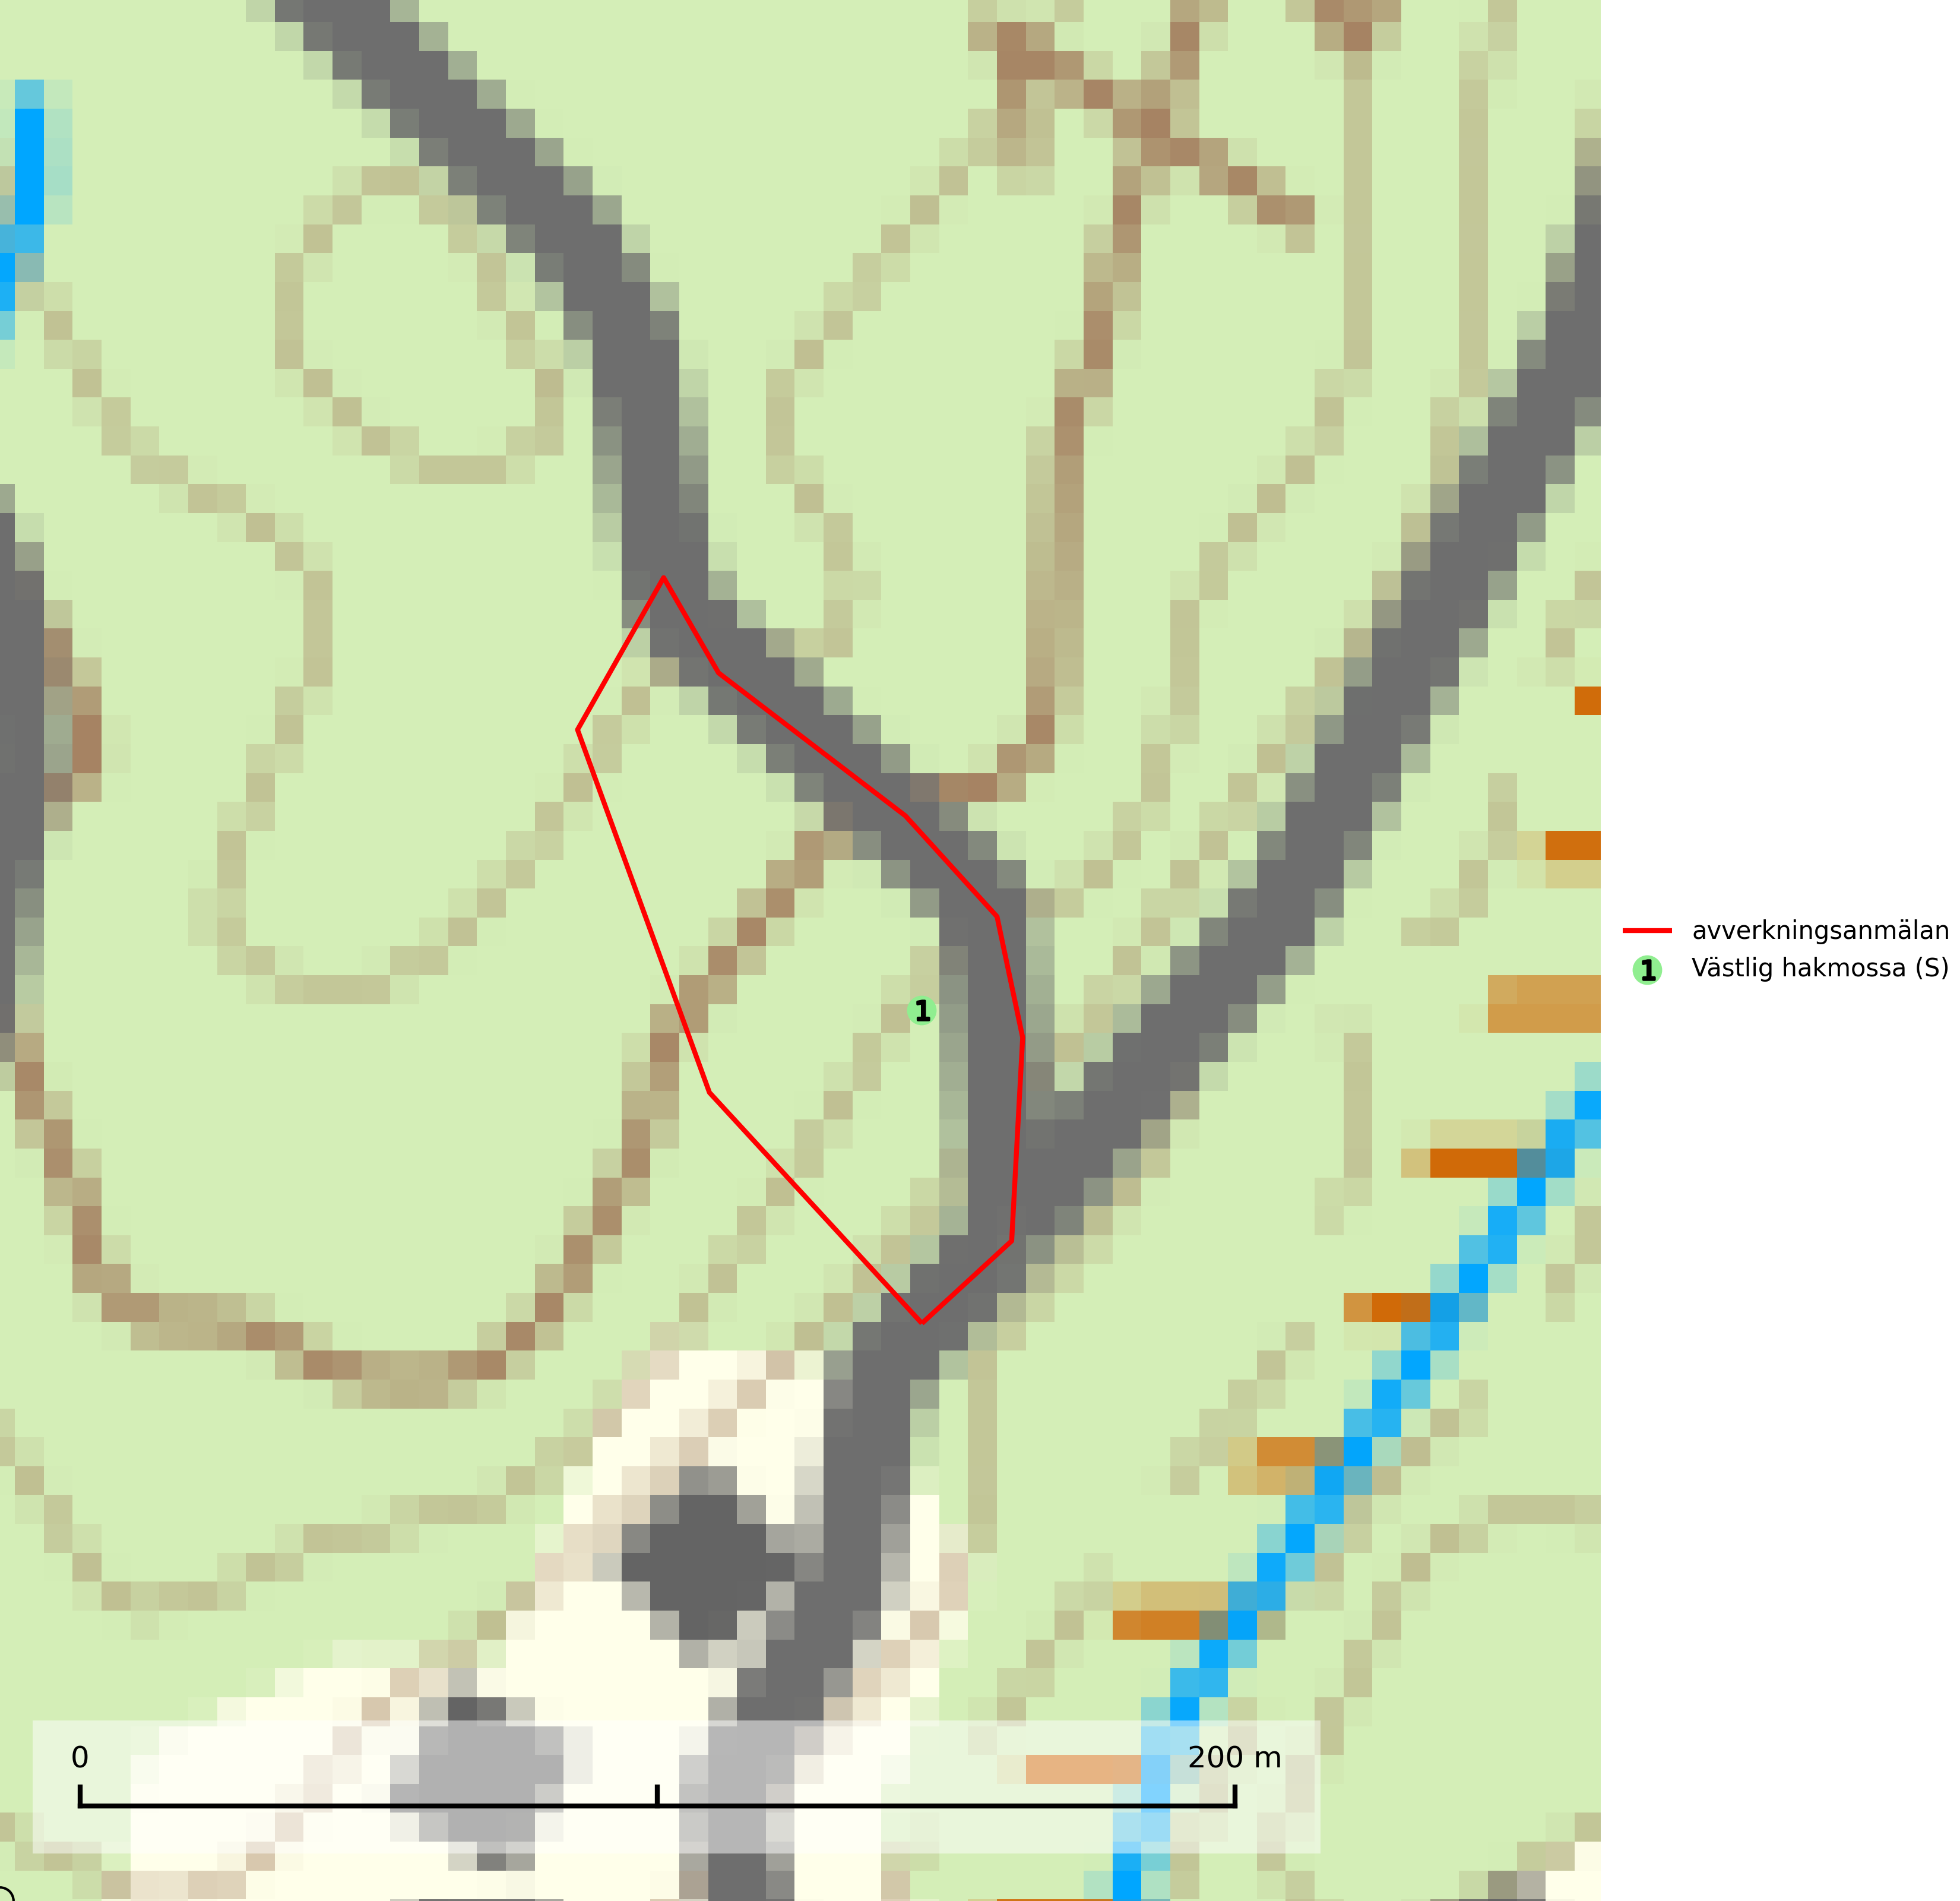 avverkningsanmälan
1 Västlig hakmossa (S)
1
0 200 m